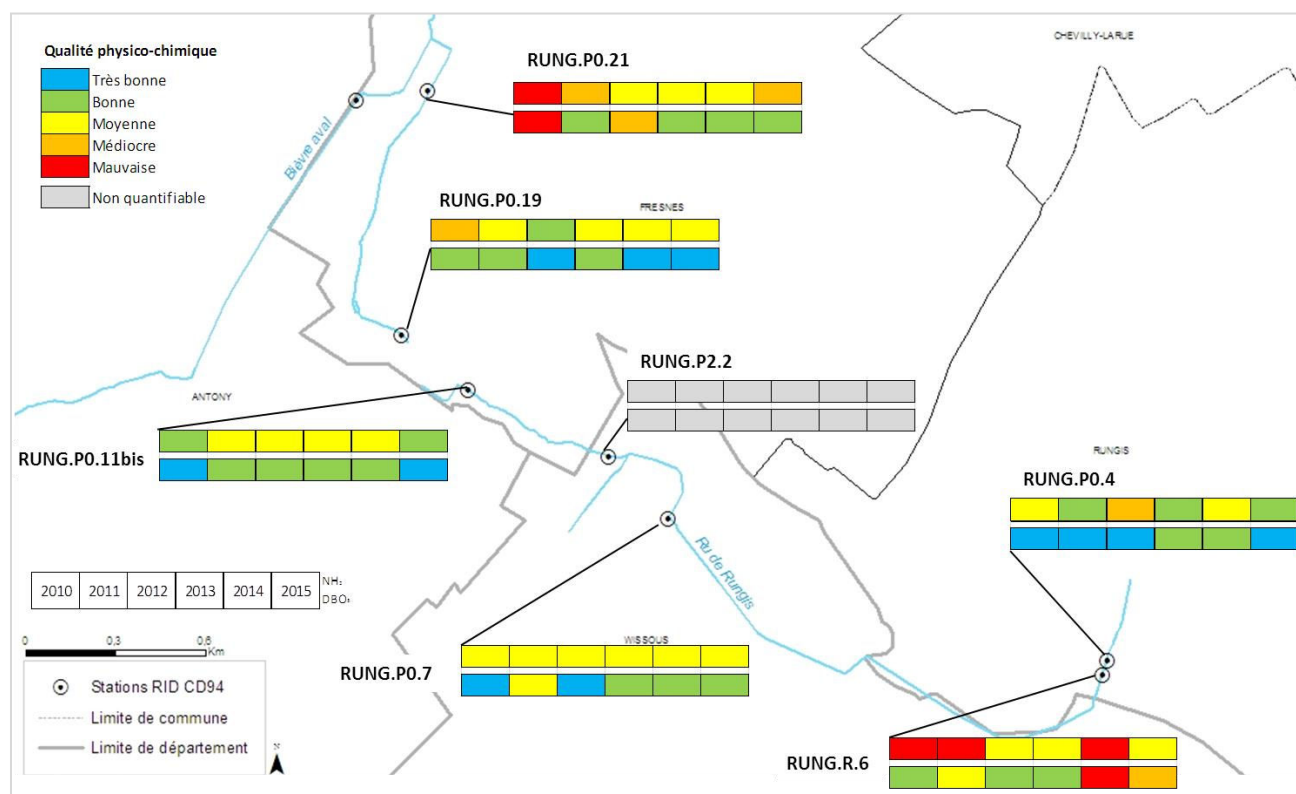 Qualité physico-chimique
Très bonne
Bonne
Moyenne
Médiocre
Mauvaise
Non quantifiable
CHEVILLY-LARUE
RUNG.P0.21
Bièvre aval
RUNG.P0.19
FRESNES
RUNG.P2.2
ANTONY
RUNG.P0.11bis
RUNGIS
RUNG.P0.4
Ru de Rungis
2010 2011 2012 2013 2014 2015
NH₄
DBO₅
0 0,3 0,6
Km
WISSOUS
RUNG.P0.7
Stations RID CD94
Limite de commune
Limite de département
N
RUNG.R.6